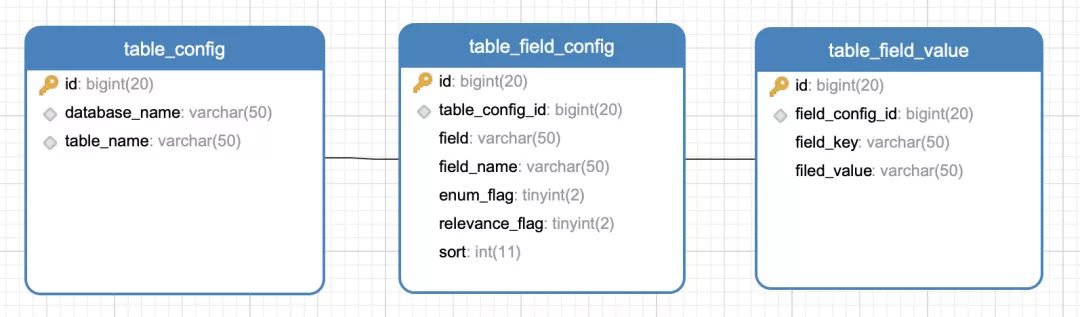 table_config
id: bigint(20)
database_name: varchar(50)
table_name: varchar(50)
table_field_config
id: bigint(20)
table_config_id: bigint(20)
field: varchar(50)
field_name: varchar(50)
enum_flag: tinyint(2)
relevance_flag: tinyint(2)
sort: int(11)
table_field_value
id: bigint(20)
field_config_id: bigint(20)
field_key: varchar(50)
filed_value: varchar(50)